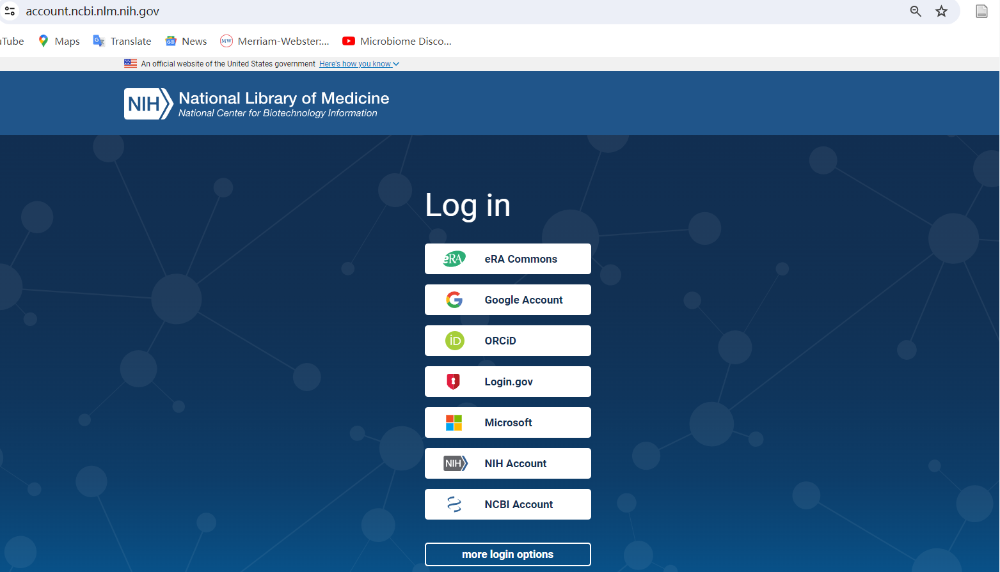 account.ncbi.nlm.nih.gov
uTube Maps Translate News Merriam-Webster:... Microbiome Disco...
An official website of the United States government Here's how you know
NIH National Library of Medicine
National Center for Biotechnology Information
Log in
eRA eRA Commons
Google Account
iD ORCiD
Login.gov
Microsoft
NIH NIH Account
NCBI Account
more login options